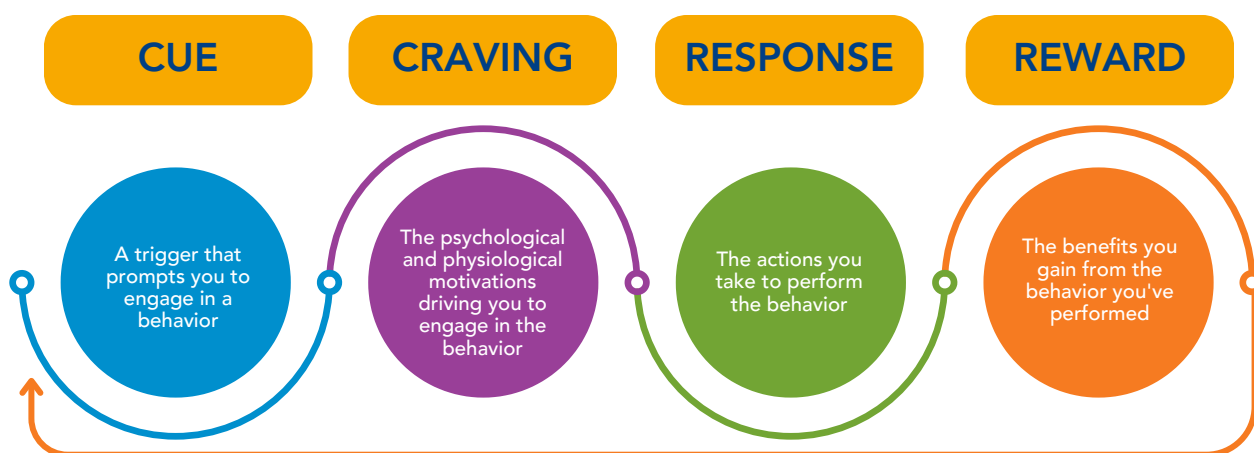 CUE
CRAVING
RESPONSE
REWARD
A trigger that
prompts you to
engage in a
behavior
The psychological
and physiological
motivations
driving you to
engage in the
behavior
The actions you
take to perform
the behavior
The benefits you
gain from the
behavior you've
performed